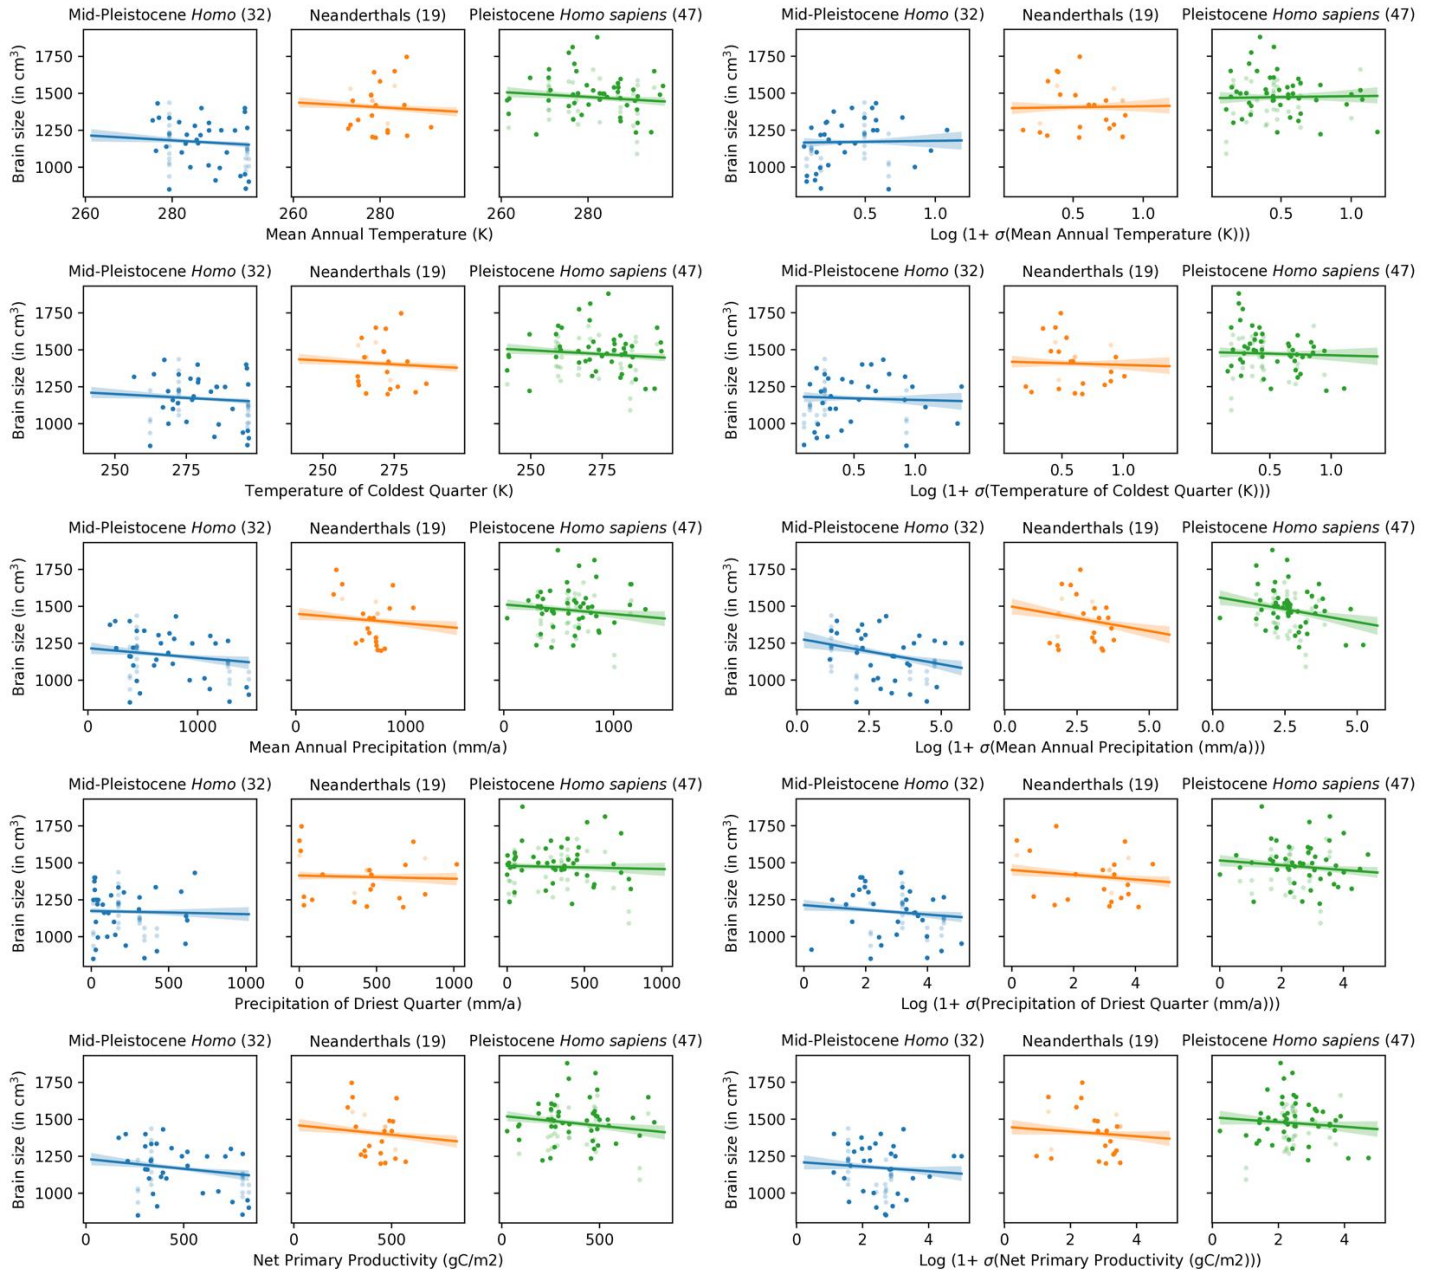 Mid-Pleistocene Homo (32) Neanderthals (19) Pleistocene Homo sapiens (47) Mid-Pleistocene Homo (32) Neanderthals (19) Pleistocene Homo sapiens (47)
Brain size (in cm³) 1750 1500 1250 1000 Brain size (in cm³) 1750 1500 1250 1000
260 280 260 280 260 280 0.5 1.0 0.5 1.0 0.5 1.0
Mean Annual Temperature (K) Log (1+ σ(Mean Annual Temperature (K)))
Mid-Pleistocene Homo (32) Neanderthals (19) Pleistocene Homo sapiens (47) Mid-Pleistocene Homo (32) Neanderthals (19) Pleistocene Homo sapiens (47)
Brain size (in cm³) 1750 1500 1250 1000 Brain size (in cm³) 1750 1500 1250 1000
250 275 250 275 250 275 0.5 1.0 0.5 1.0 0.5 1.0
Temperature of Coldest Quarter (K) Log (1+ σ(Temperature of Coldest Quarter (K)))
Mid-Pleistocene Homo (32) Neanderthals (19) Pleistocene Homo sapiens (47) Mid-Pleistocene Homo (32) Neanderthals (19) Pleistocene Homo sapiens (47)
Brain size (in cm³) 1750 1500 1250 1000 Brain size (in cm³) 1750 1500 1250 1000
0 1000 0 1000 0 1000 0.0 2.5 5.0 0.0 2.5 5.0 0.0 2.5 5.0
Mean Annual Precipitation (mm/a) Log (1+ σ(Mean Annual Precipitation (mm/a)))
Mid-Pleistocene Homo (32) Neanderthals (19) Pleistocene Homo sapiens (47) Mid-Pleistocene Homo (32) Neanderthals (19) Pleistocene Homo sapiens (47)
Brain size (in cm³) 1750 1500 1250 1000 Brain size (in cm³) 1750 1500 1250 1000
0 500 1000 0 500 1000 0 500 1000 0 2 4 0 2 4 0 2 4
Precipitation of Driest Quarter (mm/a) Log (1+ σ(Precipitation of Driest Quarter (mm/a)))
Mid-Pleistocene Homo (32) Neanderthals (19) Pleistocene Homo sapiens (47) Mid-Pleistocene Homo (32) Neanderthals (19) Pleistocene Homo sapiens (47)
Brain size (in cm³) 1750 1500 1250 1000 Brain size (in cm³) 1750 1500 1250 1000
0 500 0 500 0 500 0 2 4 0 2 4 0 2 4
Net Primary Productivity (gC/m2) Log (1+ σ(Net Primary Productivity (gC/m2)))